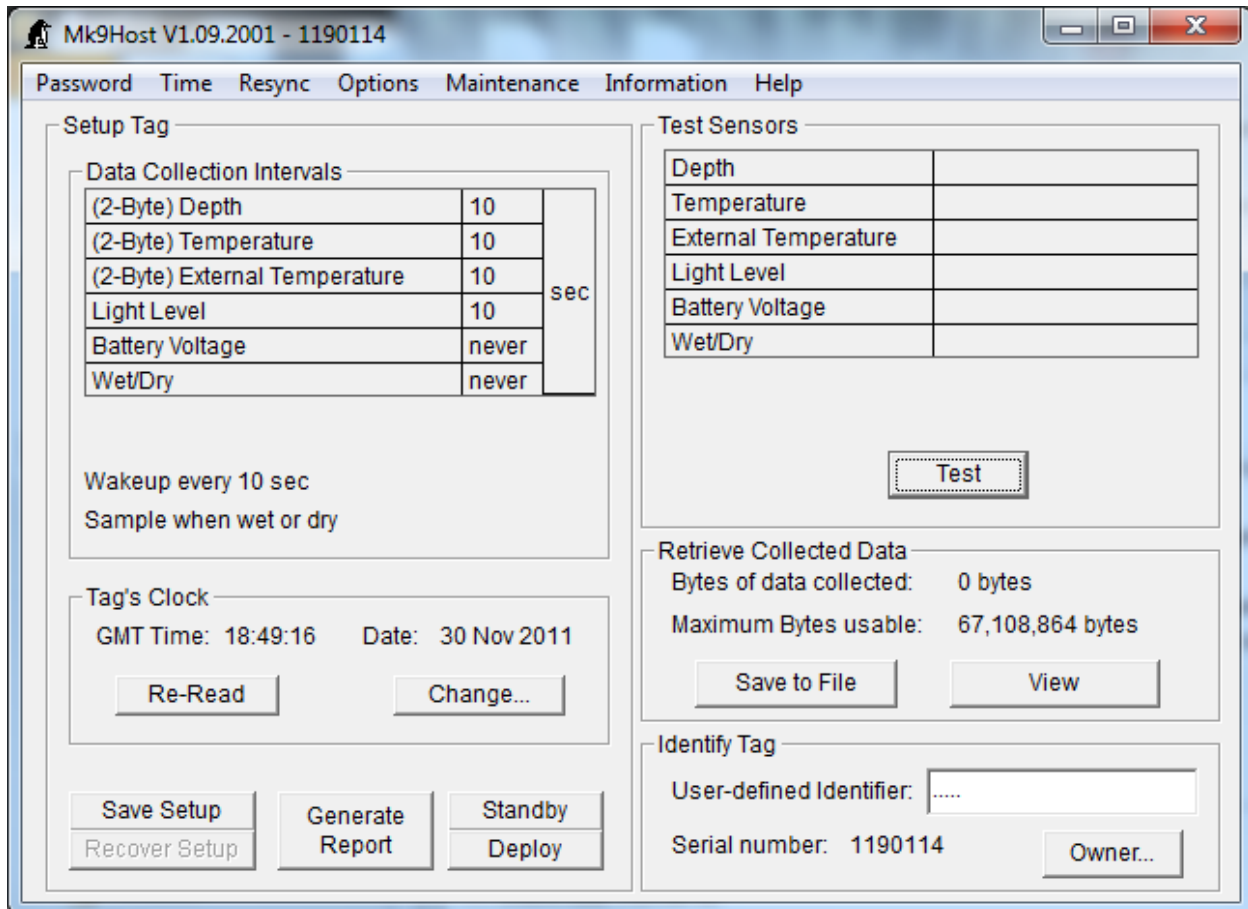 Mk9Host V1.09.2001 - 1190114
Password Time Resync Options Maintenance Information Help
Setup Tag
Data Collection Intervals
(2-Byte) Depth 10
(2-Byte) Temperature 10
(2-Byte) External Temperature 10
sec
Light Level 10
Battery Voltage never
Wet/Dry never
Wakeup every 10 sec
Sample when wet or dry
Tag's Clock
GMT Time: 18:49:16 Date: 30 Nov 2011
Re-Read Change...
Save Setup
Recover Setup
Generate
Report
Standby
Deploy
Test Sensors
Depth
Temperature
External Temperature
Light Level
Battery Voltage
Wet/Dry
Test
Retrieve Collected Data
Bytes of data collected: 0 bytes
Maximum Bytes usable: 67,108,864 bytes
Save to File View
Identify Tag
User-defined Identifier: .....
Serial number: 1190114
Owner...